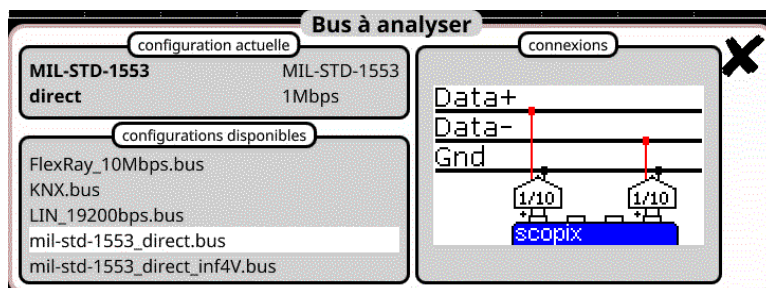 Bus à analyser
configuration actuelle
MIL-STD-1553 MIL-STD-1553
direct 1Mbps
configurations disponibles
FlexRay_10Mbps.bus
KNX.bus
LIN_19200bps.bus
mil-std-1553_direct.bus
mil-std-1553_direct_inf4V.bus
connexions
Data+
Data-
Gnd
1/10 1/10
scopix